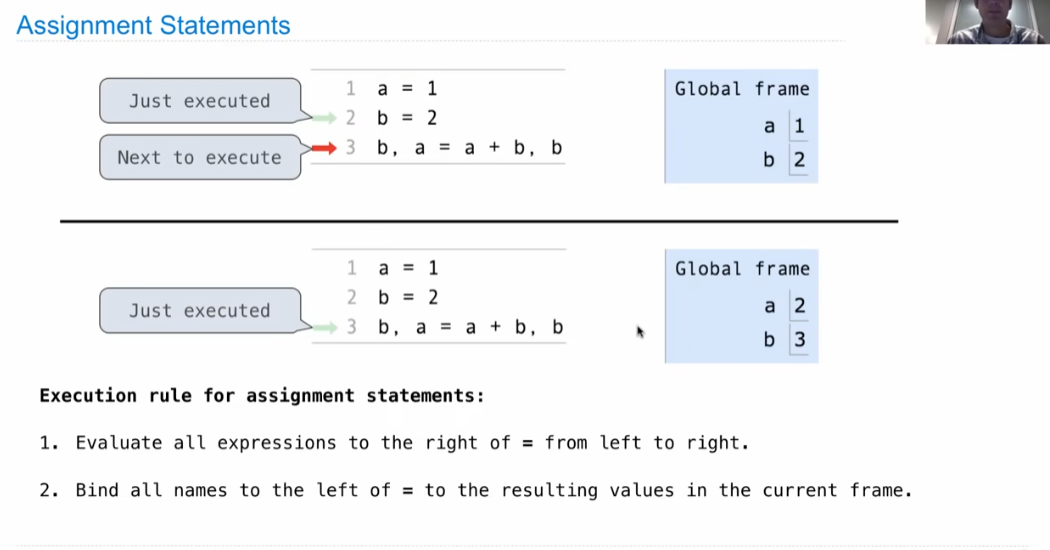 Assignment Statements
Just executed
Next to execute
1 a = 1
2 b = 2
3 b, a = a + b, b
Global frame
a 1
b 2
Just executed
1 a = 1
2 b = 2
3 b, a = a + b, b
Global frame
a 2
b 3
Execution rule for assignment statements:
1. Evaluate all expressions to the right of = from left to right.
2. Bind all names to the left of = to the resulting values in the current frame.